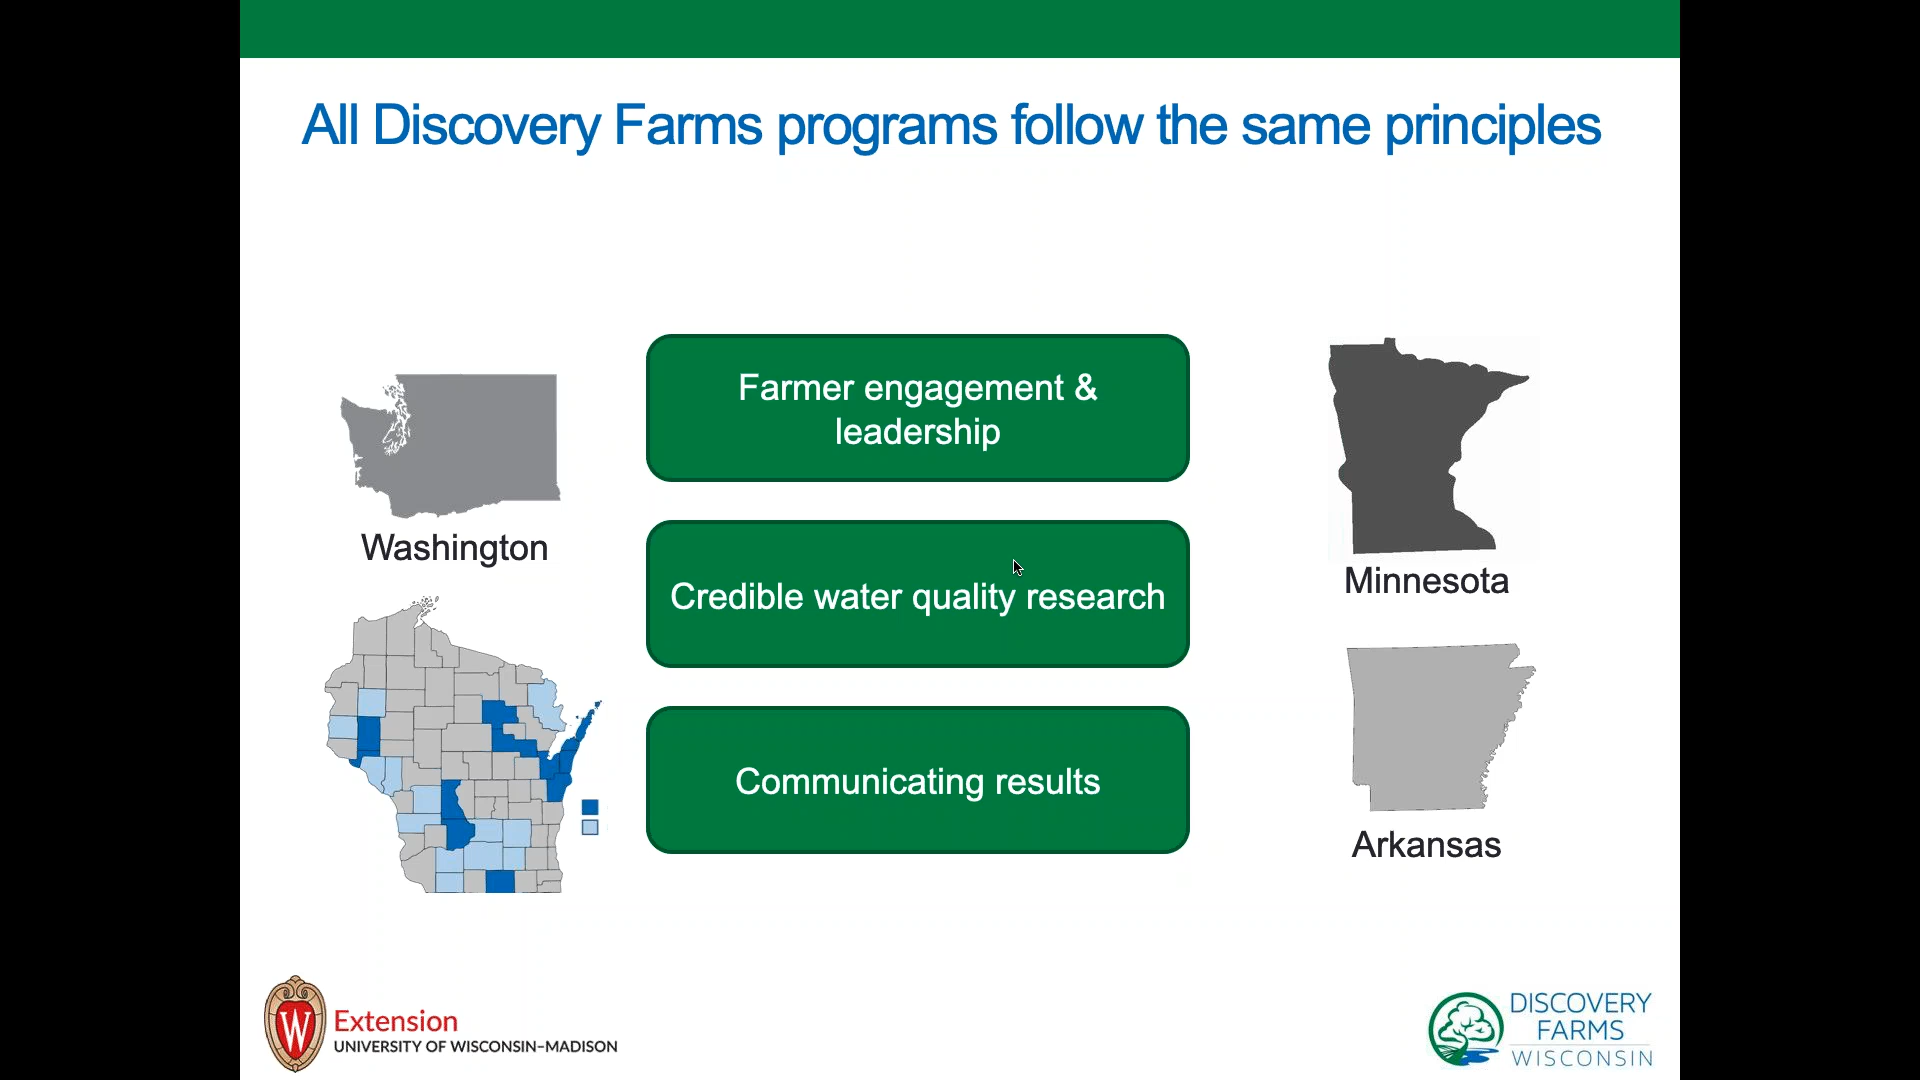 All Discovery Farms programs follow the same principles
Farmer engagement &
leadership
Washington
Credible water quality research
Minnesota
Communicating results
Arkansas
W
Extension
UNIVERSITY OF WISCONSIN–MADISON
DISCOVERY
FARMS
WISCONSIN